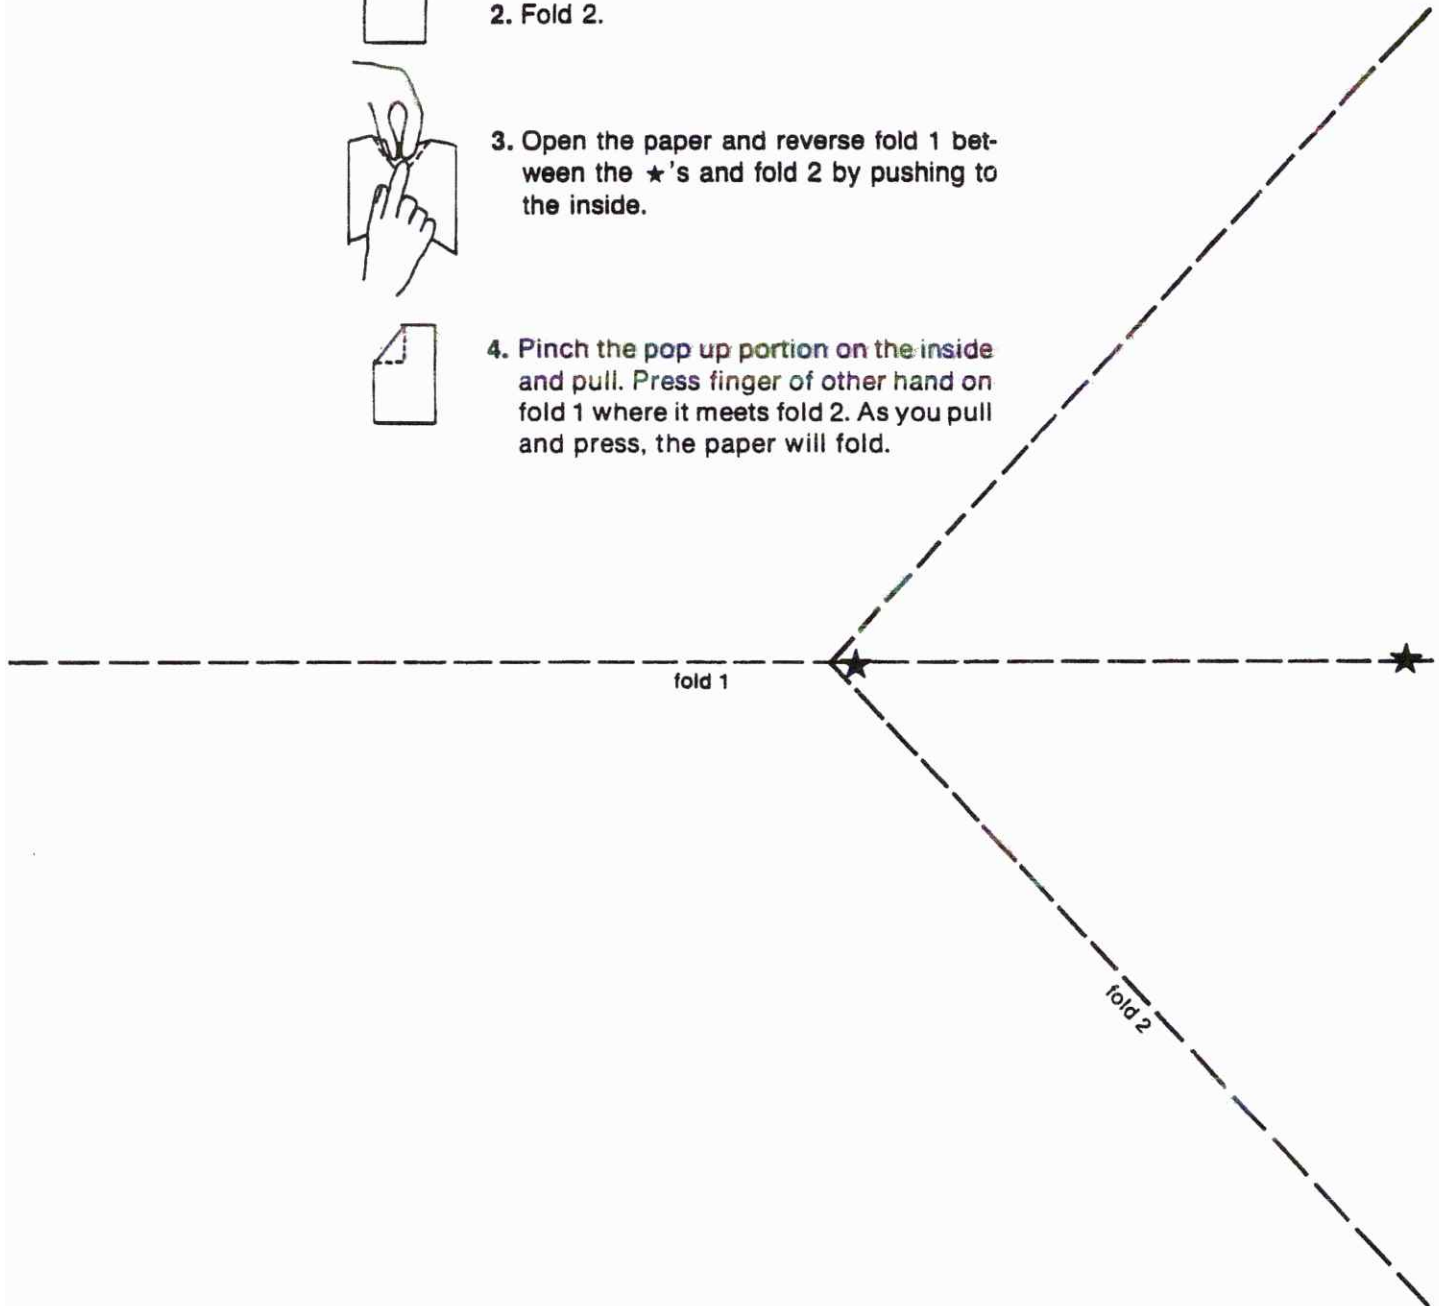 2. Fold 2.
3. Open the paper and reverse fold 1 bet-
ween the ★'s and fold 2 by pushing to
the inside.
4. Pinch the pop up portion on the inside
and pull. Press finger of other hand on
fold 1 where it meets fold 2. As you pull
and press, the paper will fold.
fold 1
fold 2